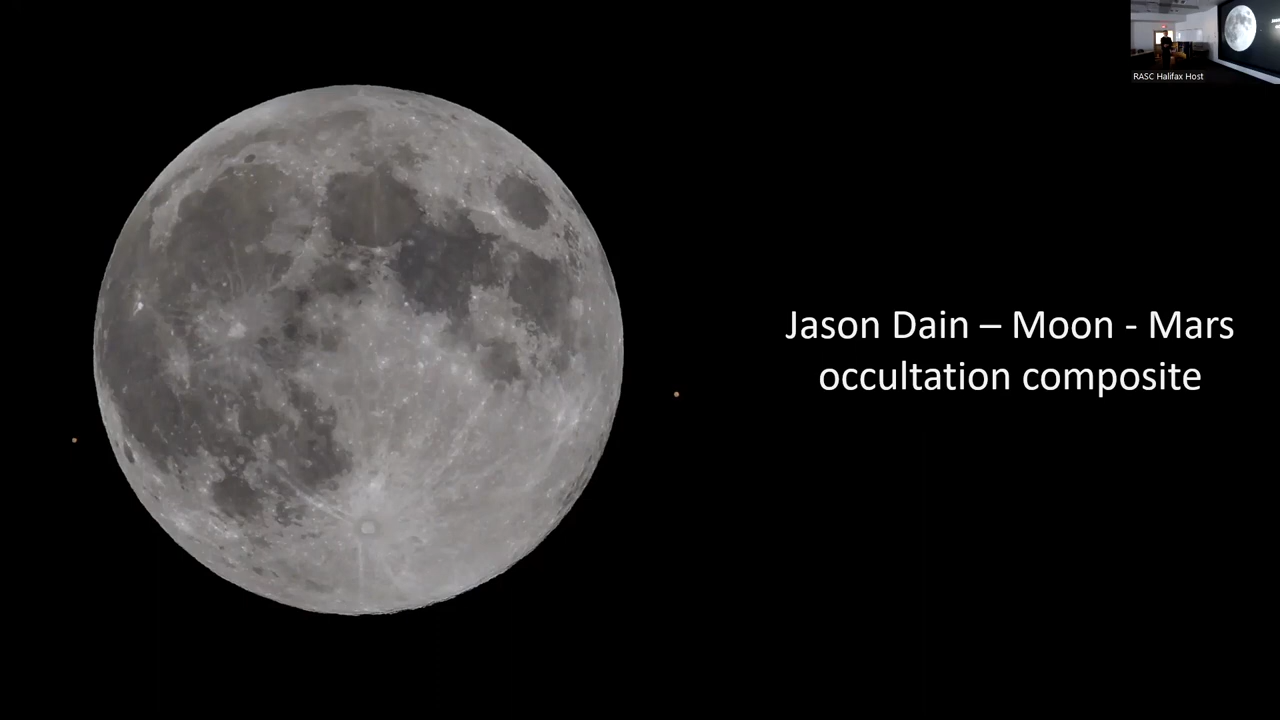 RASC Halifax Host
Jason Dain – Moon - Mars
occultation composite